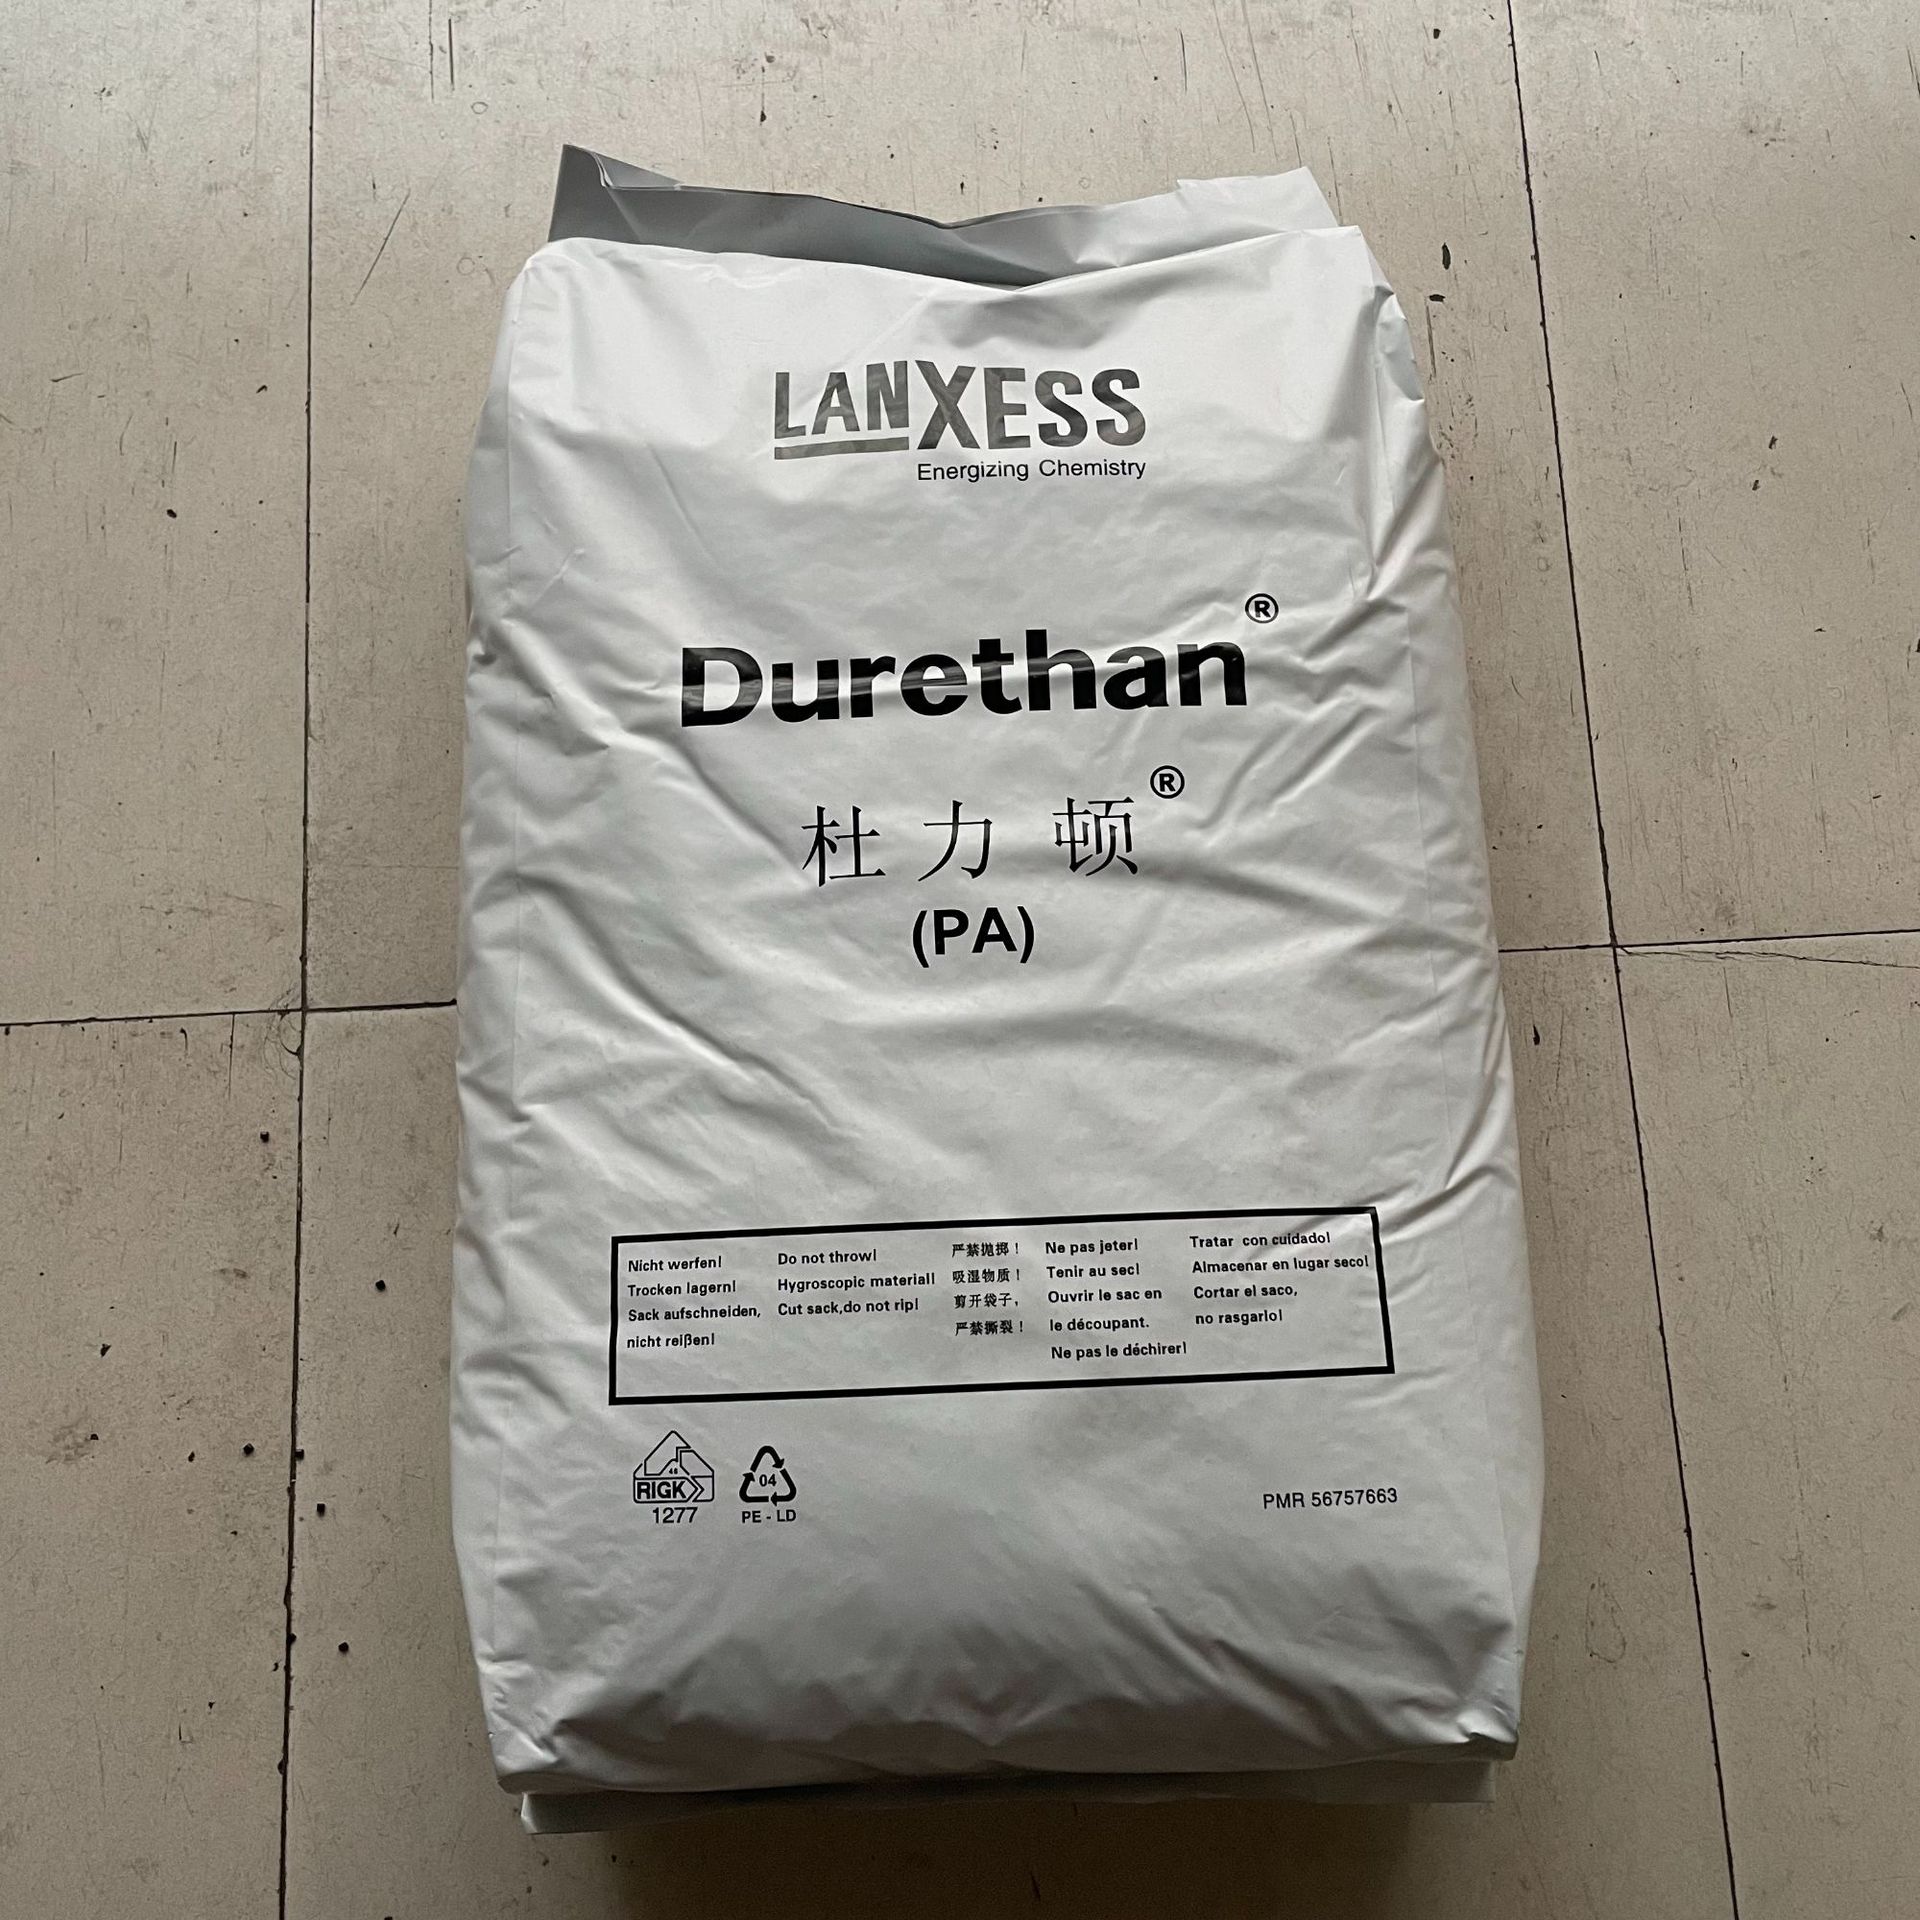 LANXESS
Energizing Chemistry
Durethan®
杜力顿®
(PA)
Nicht werfen!
Trocken lagern!
Sack aufschneiden,
nicht reißen!
Do not throw!
Hygroscopic material!
Cut sack,do not rip!
严禁抛掷！
吸湿物质！
剪开袋子，
严禁撕裂！
Ne pas jeter!
Tenir au sec!
Ouvrir le sac en
le découpant.
Ne pas le déchirer!
Tratar con cuidado!
Almacenar en lugar seco!
Cortar el saco,
no rasgarlo!
48
RIGK
1277
04
PE-LD
PMR 56757663